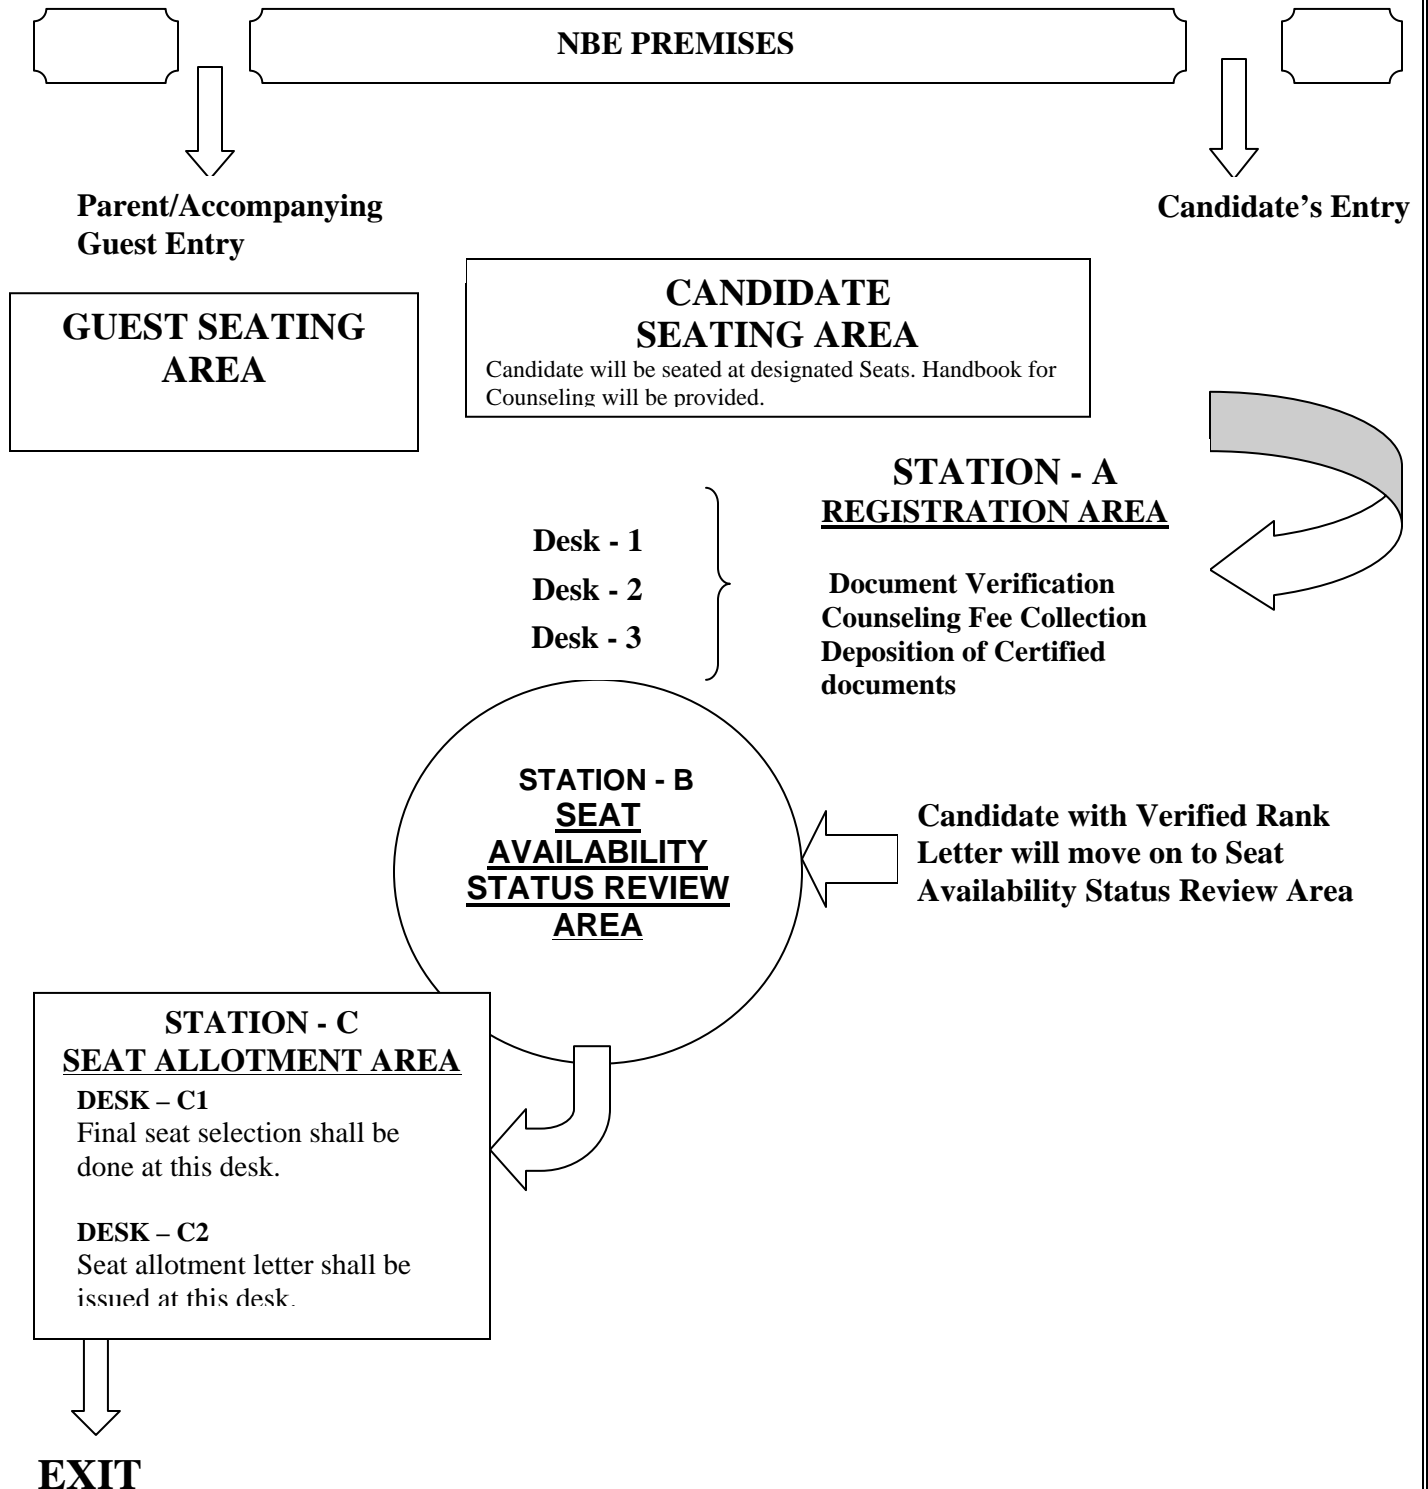 NBE PREMISES
Parent/Accompanying
Guest Entry
Candidate’s Entry
GUEST SEATING
AREA
CANDIDATE
SEATING AREA
Candidate will be seated at designated Seats. Handbook for
Counseling will be provided.
STATION - A
REGISTRATION AREA
Desk - 1
Desk - 2
Desk - 3
Document Verification
Counseling Fee Collection
Deposition of Certified
documents
STATION - B
SEAT
AVAILABILITY
STATUS REVIEW
AREA
Candidate with Verified Rank
Letter will move on to Seat
Availability Status Review Area
STATION - C
SEAT ALLOTMENT AREA
DESK – C1
Final seat selection shall be
done at this desk.
DESK – C2
Seat allotment letter shall be
issued at this desk.
EXIT